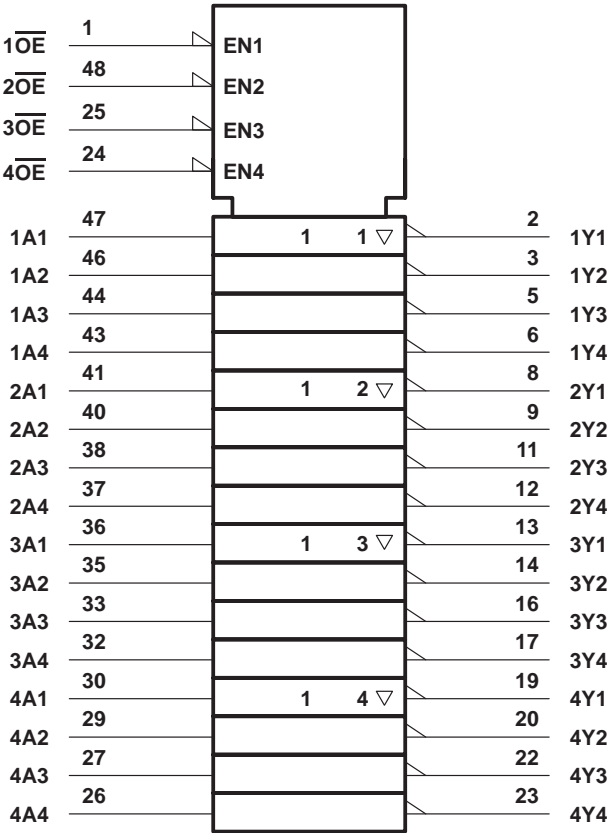 1O̅E̅ 1 EN1
2O̅E̅ 48 EN2
3O̅E̅ 25 EN3
4O̅E̅ 24 EN4
1A1 47 1 1 ▽ 2 1Y1
1A2 46 3 1Y2
1A3 44 5 1Y3
1A4 43 6 1Y4
2A1 41 1 2 ▽ 8 2Y1
2A2 40 9 2Y2
2A3 38 11 2Y3
2A4 37 12 2Y4
3A1 36 1 3 ▽ 13 3Y1
3A2 35 14 3Y2
3A3 33 16 3Y3
3A4 32 17 3Y4
4A1 30 1 4 ▽ 19 4Y1
4A2 29 20 4Y2
4A3 27 22 4Y3
4A4 26 23 4Y4